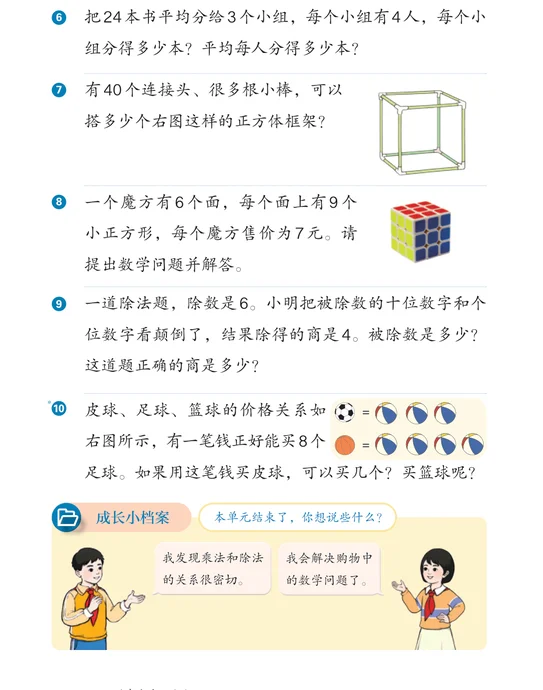 6 把24本书平均分给3个小组，每个小组有4人，每个小
组分得多少本？平均每人分得多少本？
7 有40个连接头、很多根小棒，可以
搭多少个右图这样的正方体框架？
8 一个魔方有6个面，每个面上有9个
小正方形，每个魔方售价为7元。请
提出数学问题并解答。
9 一道除法题，除数是6。小明把被除数的十位数字和个
位数字看颠倒了，结果除得的商是4。被除数是多少？
这道题正确的商是多少？
*10 皮球、足球、篮球的价格关系如
右图所示，有一笔钱正好能买8个
足球。如果用这笔钱买皮球，可以买几个？买篮球呢？
=
=
成长小档案
本单元结束了，你想说些什么？
我发现乘法和除法
的关系很密切。
我会解决购物中
的数学问题了。